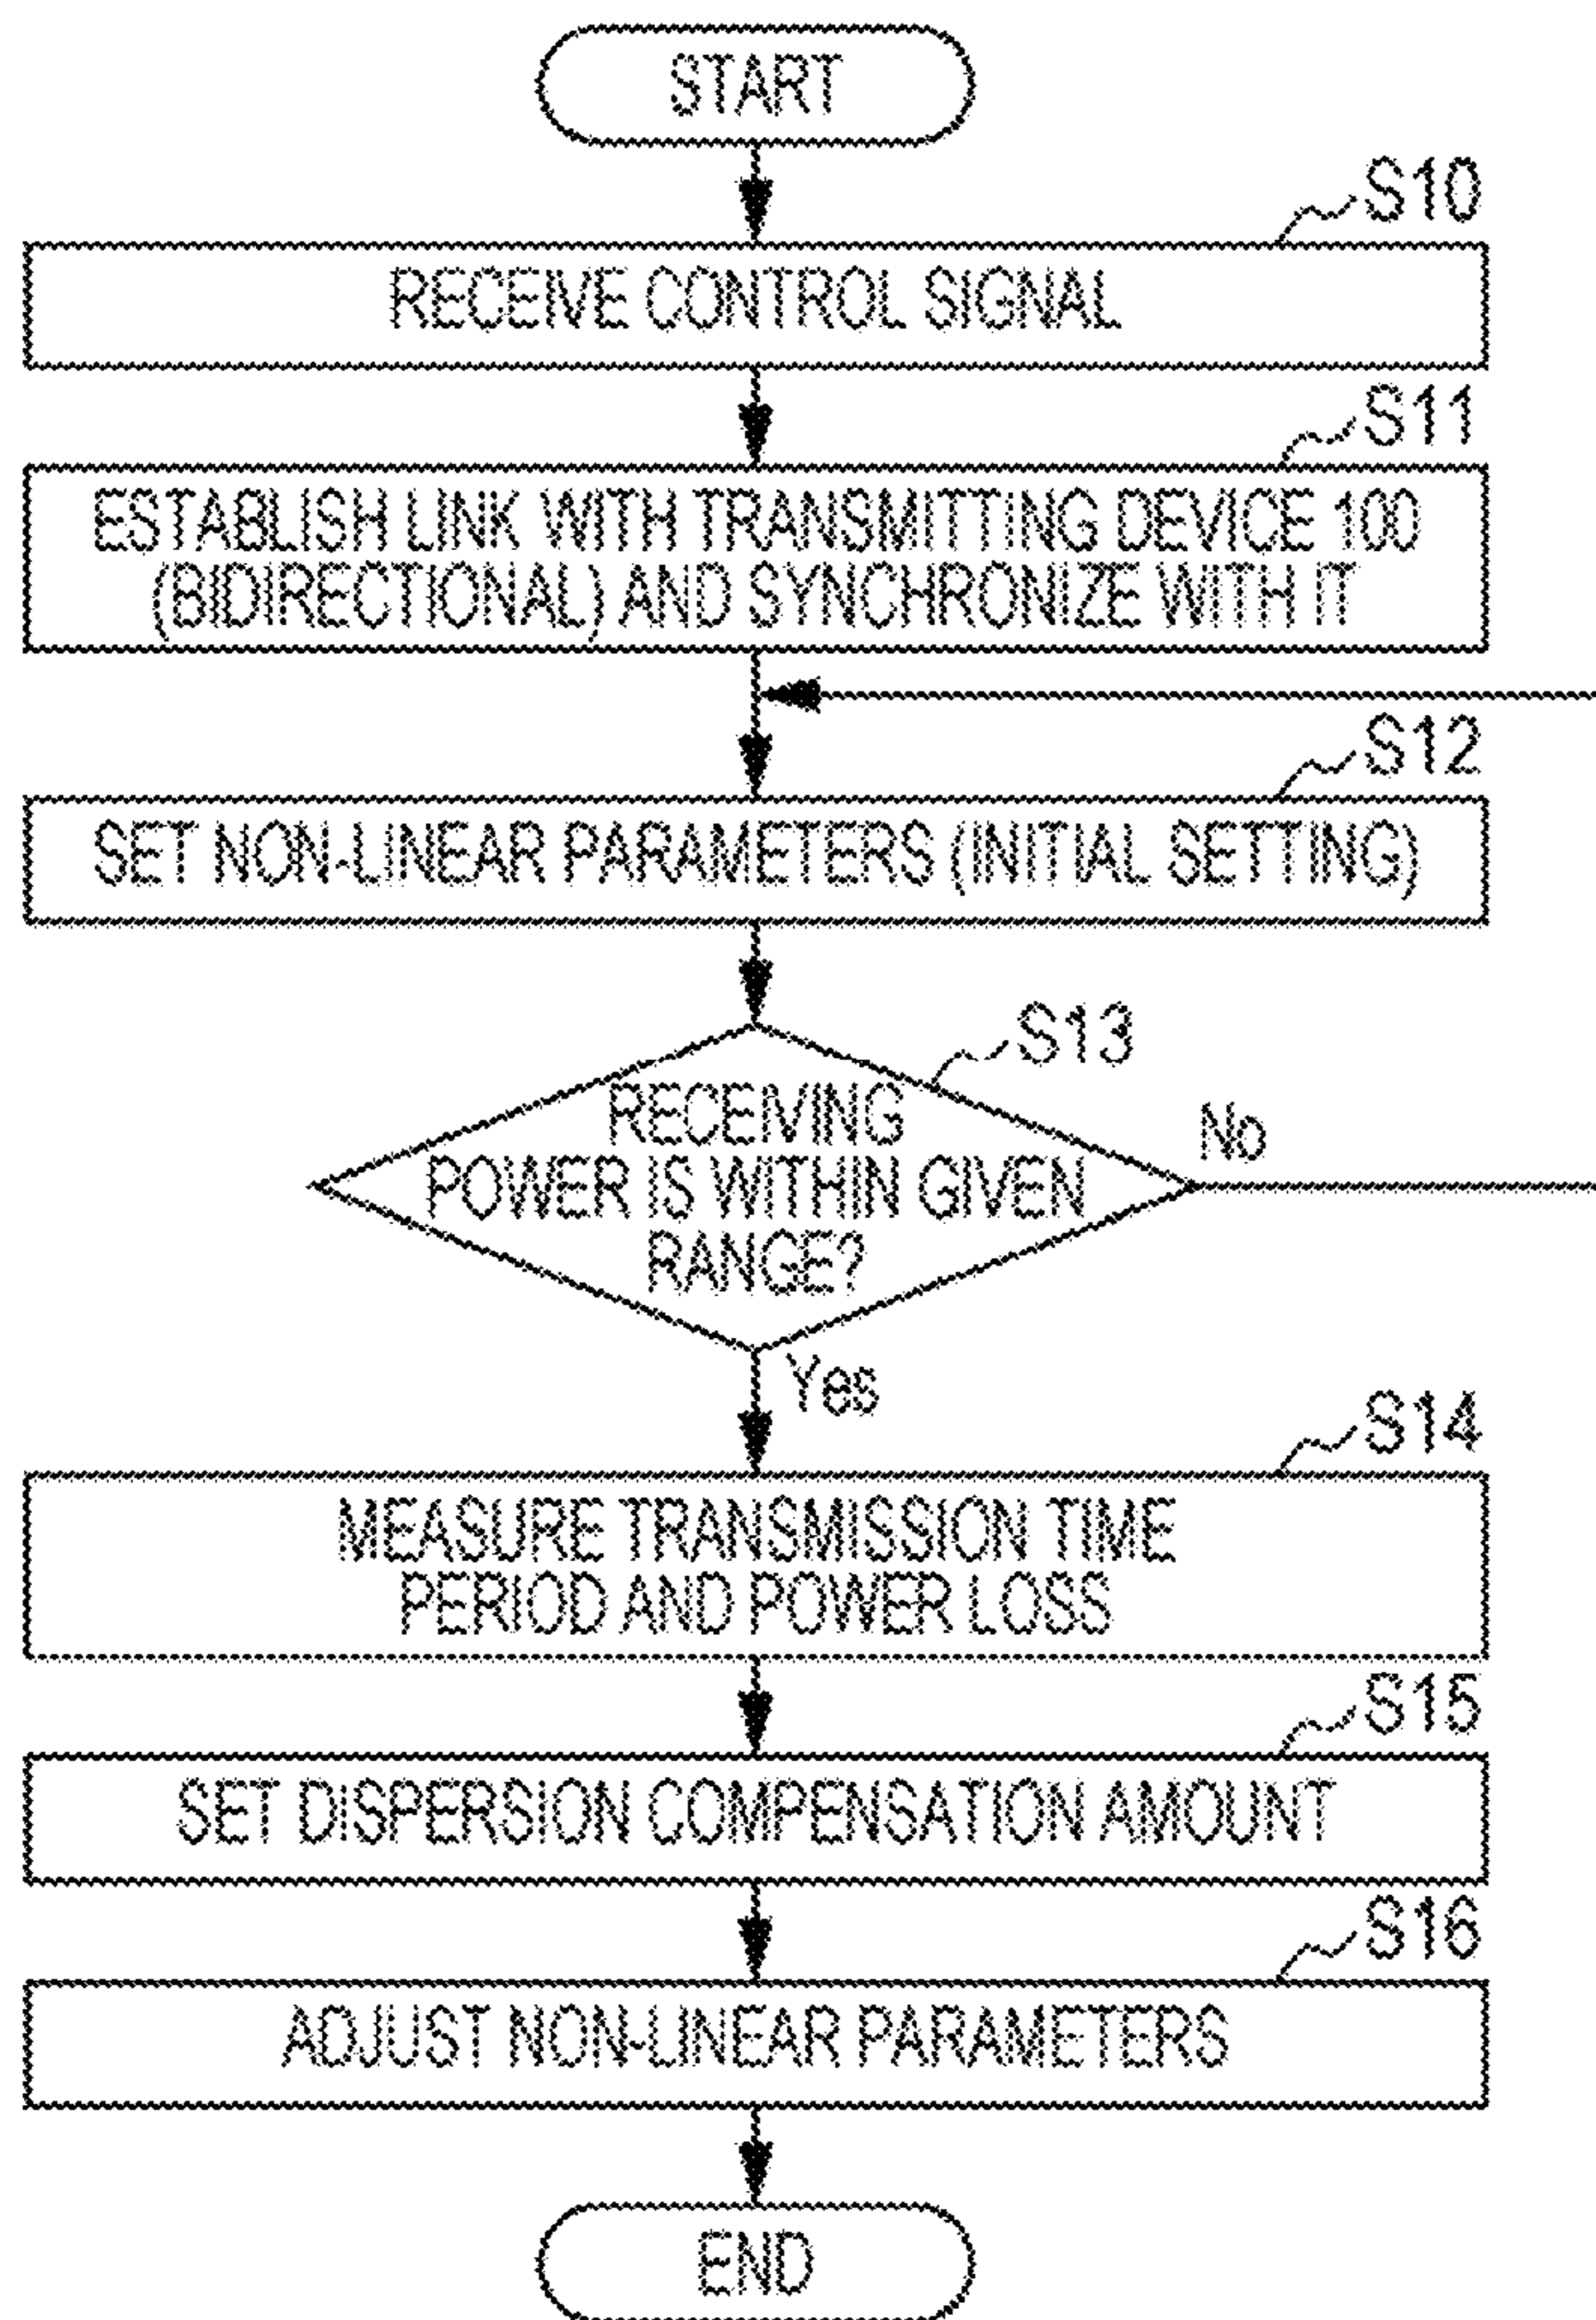 START
S10
RECEIVE CONTROL SIGNAL
S11
ESTABLISH LINK WITH TRANSMITTING DEVICE 100
(BIDIRECTIONAL) AND SYNCHRONIZE WITH IT
S12
SET NON-LINEAR PARAMETERS (INITIAL SETTING)
S13
RECEIVING
POWER IS WITHIN GIVEN
RANGE?
No
Yes
S14
MEASURE TRANSMISSION TIME
PERIOD AND POWER LOSS
S15
SET DISPERSION COMPENSATION AMOUNT
S16
ADJUST NON-LINEAR PARAMETERS
END